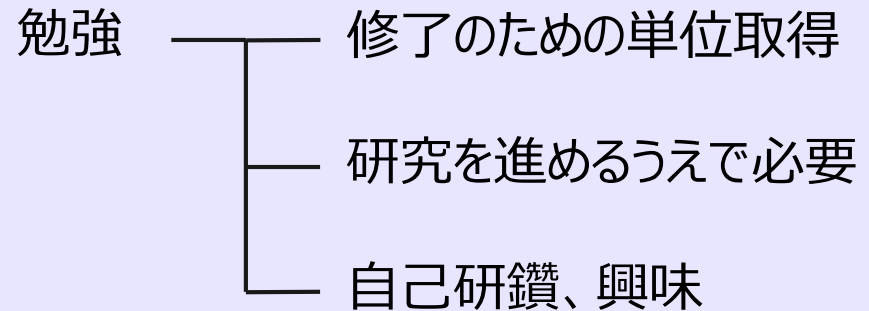 勉強
修了のための単位取得
研究を進めるうえで必要
自己研鑽、興味